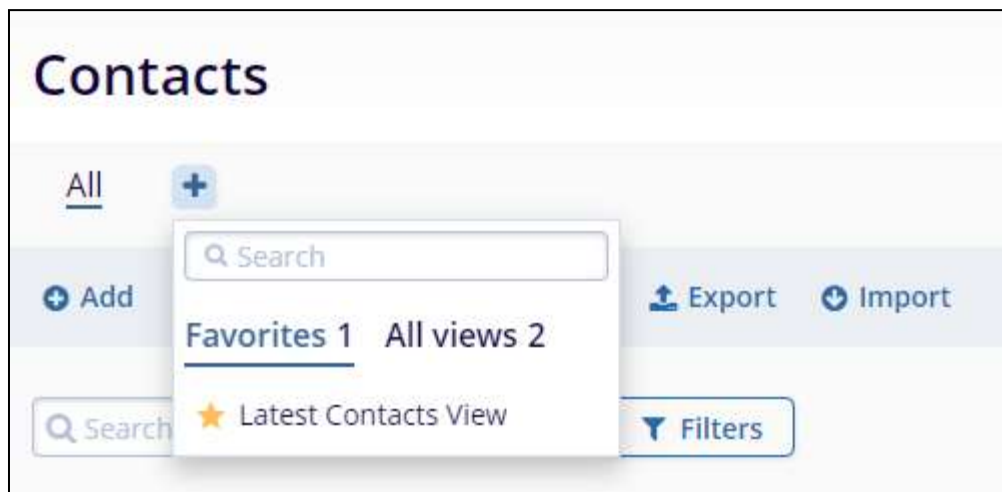 Contacts
All
Search
Add
Export
Import
Favorites 1
All views 2
Latest Contacts View
Search
Filters